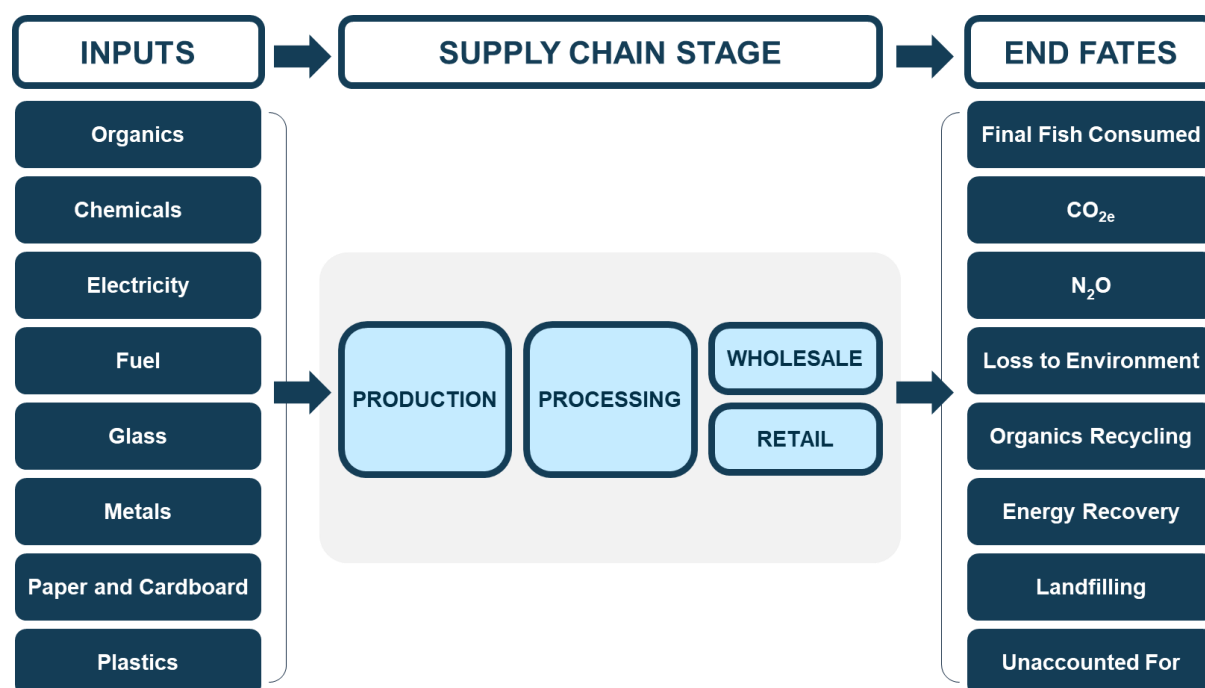 INPUTS
SUPPLY CHAIN STAGE
END FATES
Organics
Chemicals
Electricity
Fuel
Glass
Metals
Paper and Cardboard
Plastics
PRODUCTION
PROCESSING
WHOLESALE
RETAIL
Final Fish Consumed
CO₂ₑ
N₂O
Loss to Environment
Organics Recycling
Energy Recovery
Landfilling
Unaccounted For